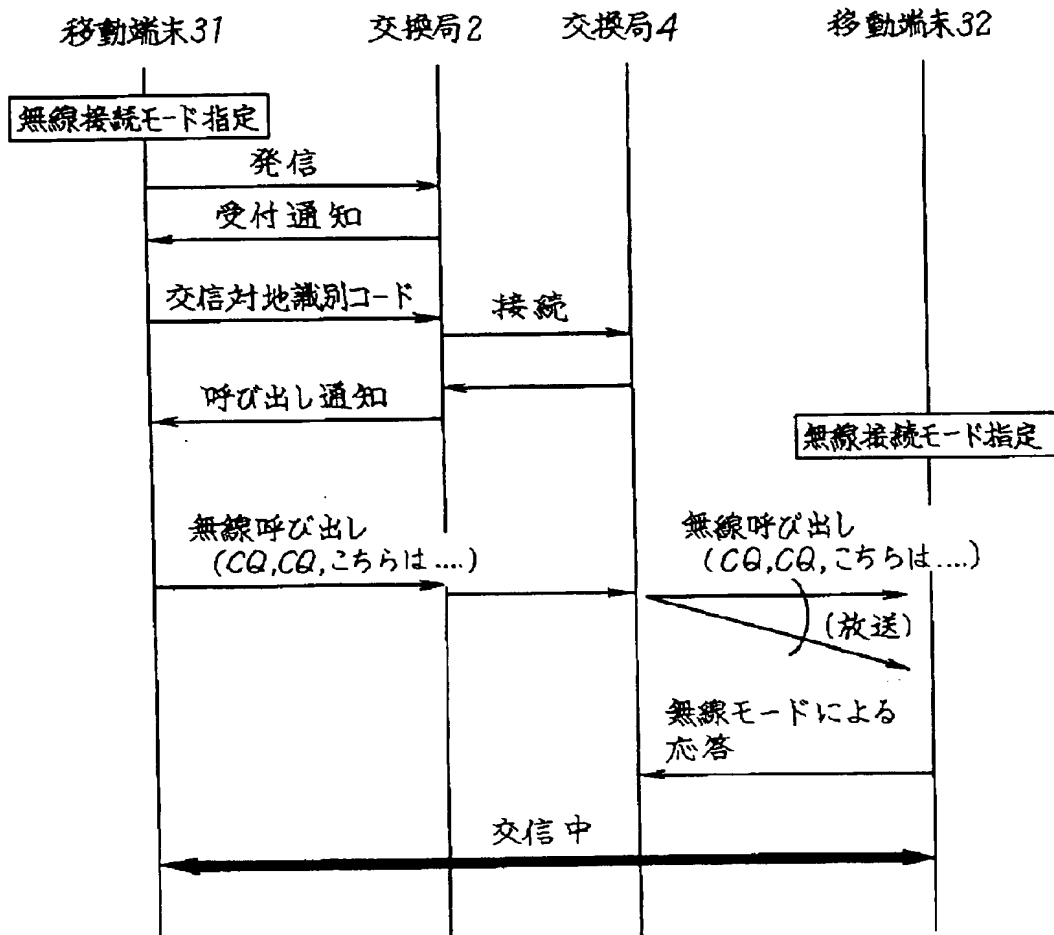 移動端末31
交換局2
交換局4
移動端末32
無線接続モード指定
発信
受付通知
交信対地識別コード
接続
呼び出し通知
無線接続モード指定
無線呼び出し
(CQ,CQ,こちらは....)
無線呼び出し
(CQ,CQ,こちらは....)
(放送)
無線モードによる
応答
交信中